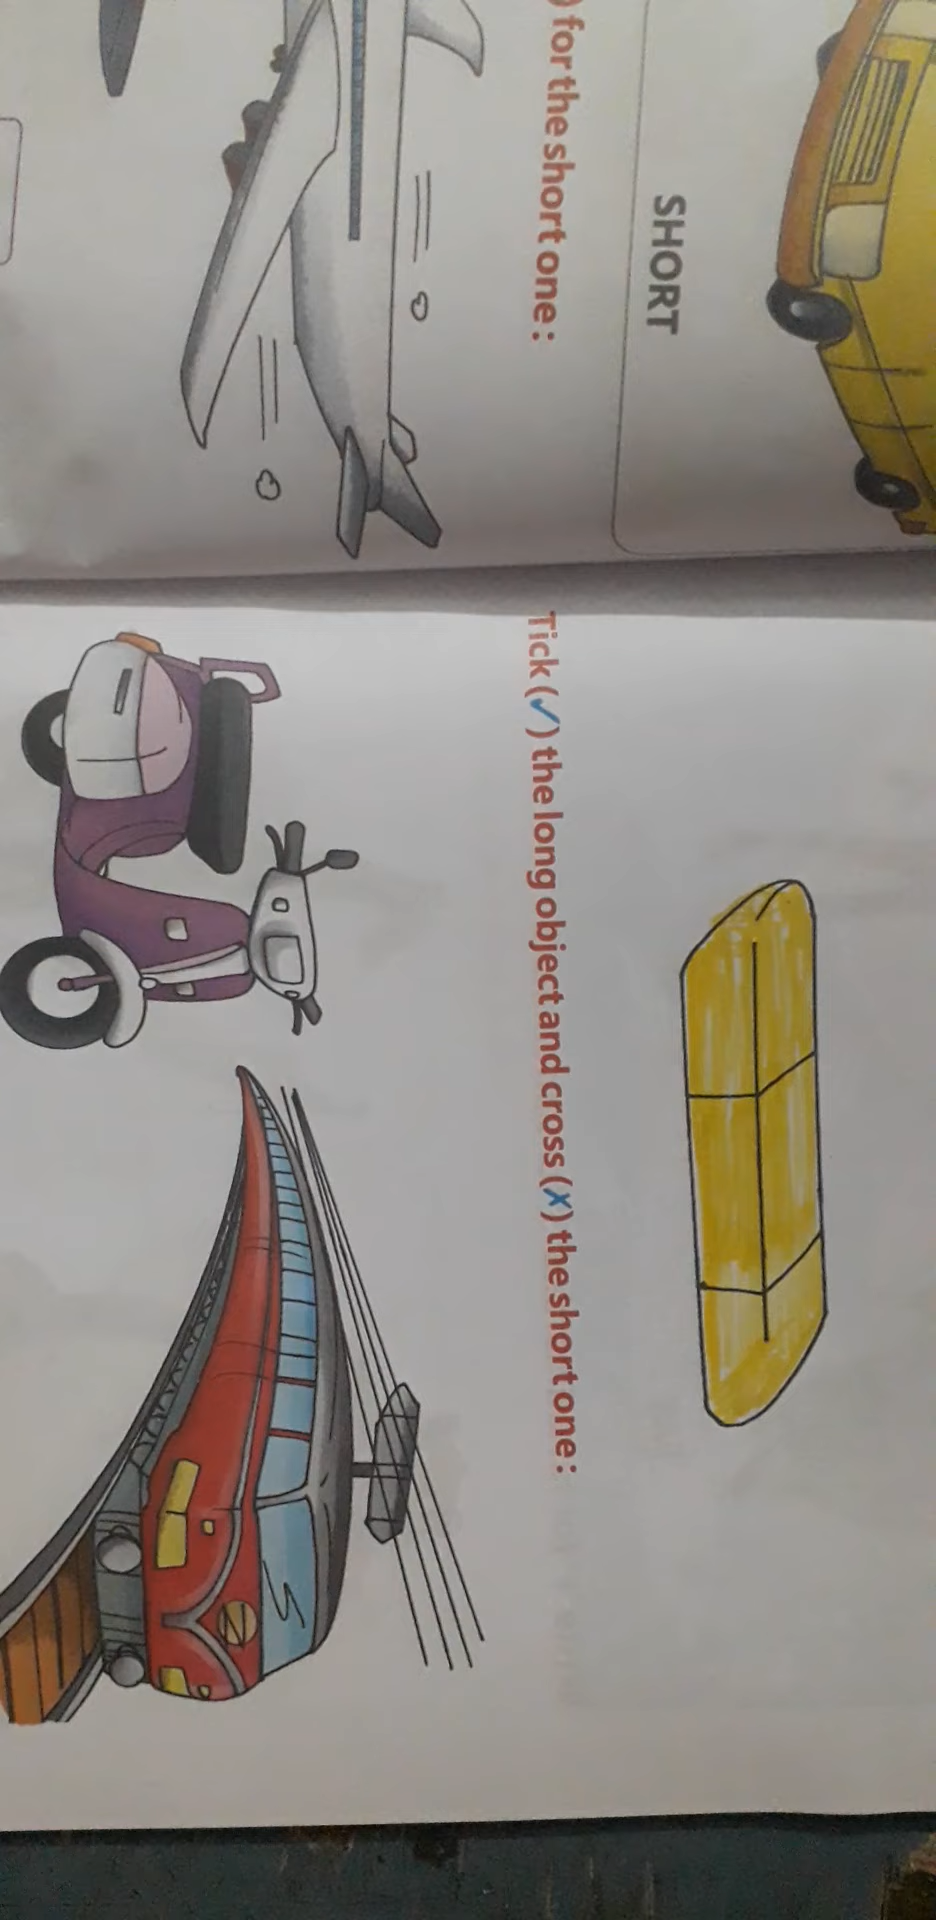 SHORT
) for the short one :
Tick (✓) the long object and cross (✗) the short one :